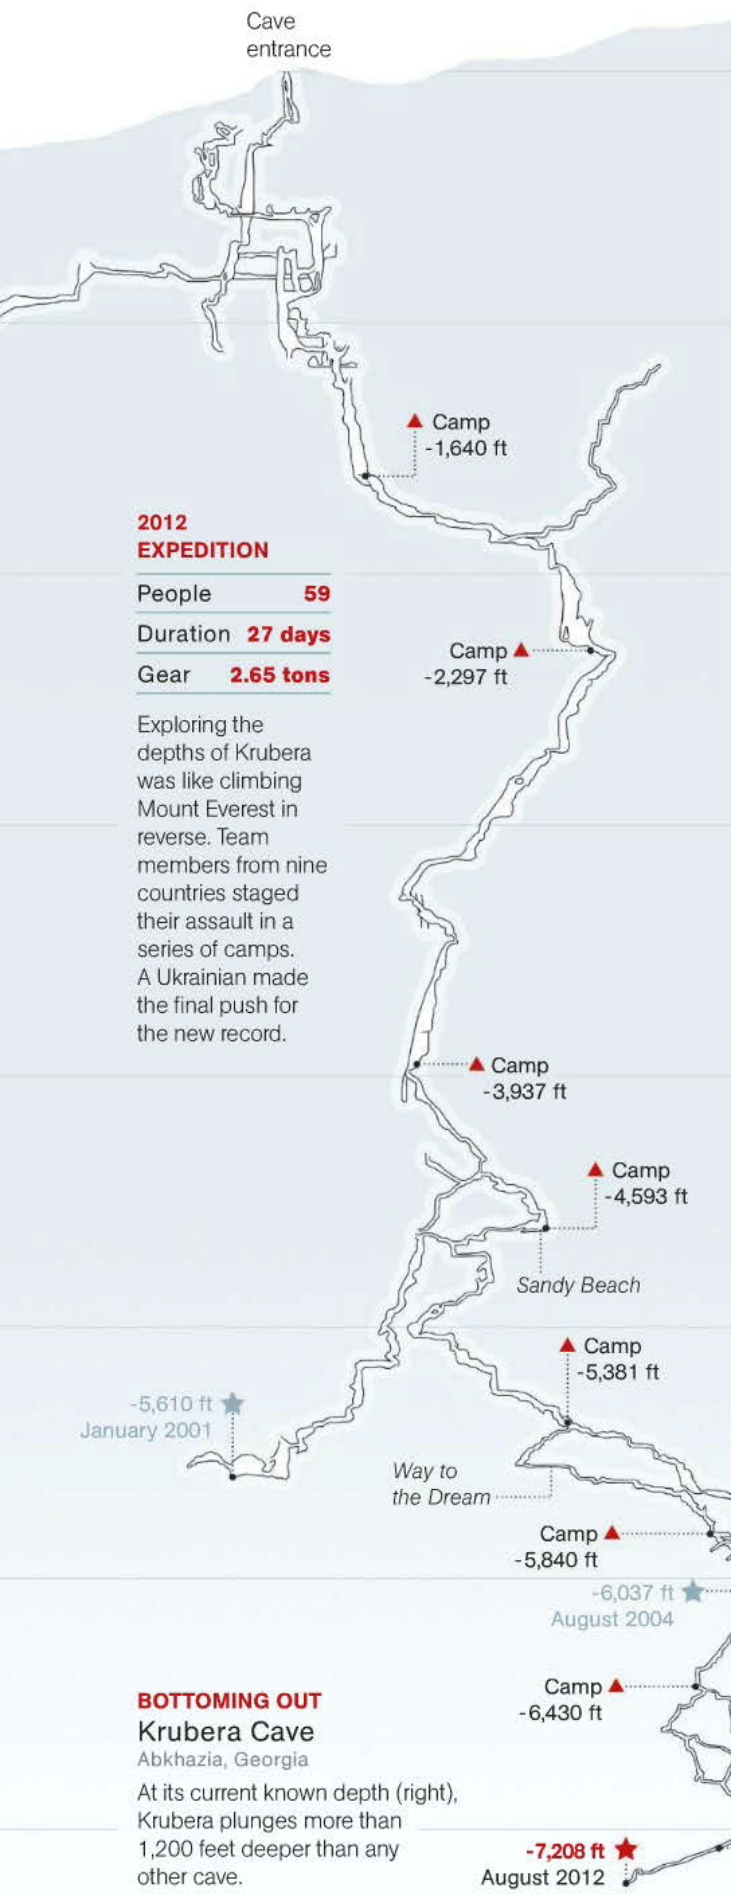 Cave
entrance
Camp
-1,640 ft
2012
EXPEDITION
People 59
Duration 27 days
Gear 2.65 tons
Camp
-2,297 ft
Exploring the
depths of Krubera
was like climbing
Mount Everest in
reverse. Team
members from nine
countries staged
their assault in a
series of camps.
A Ukrainian made
the final push for
the new record.
Camp
-3,937 ft
Camp
-4,593 ft
Sandy Beach
Camp
-5,381 ft
-5,610 ft
January 2001
Way to
the Dream
Camp
-5,840 ft
-6,037 ft
August 2004
Camp
-6,430 ft
BOTTOMING OUT
Krubera Cave
Abkhazia, Georgia
At its current known depth (right),
Krubera plunges more than
1,200 feet deeper than any
other cave.
-7,208 ft
August 2012